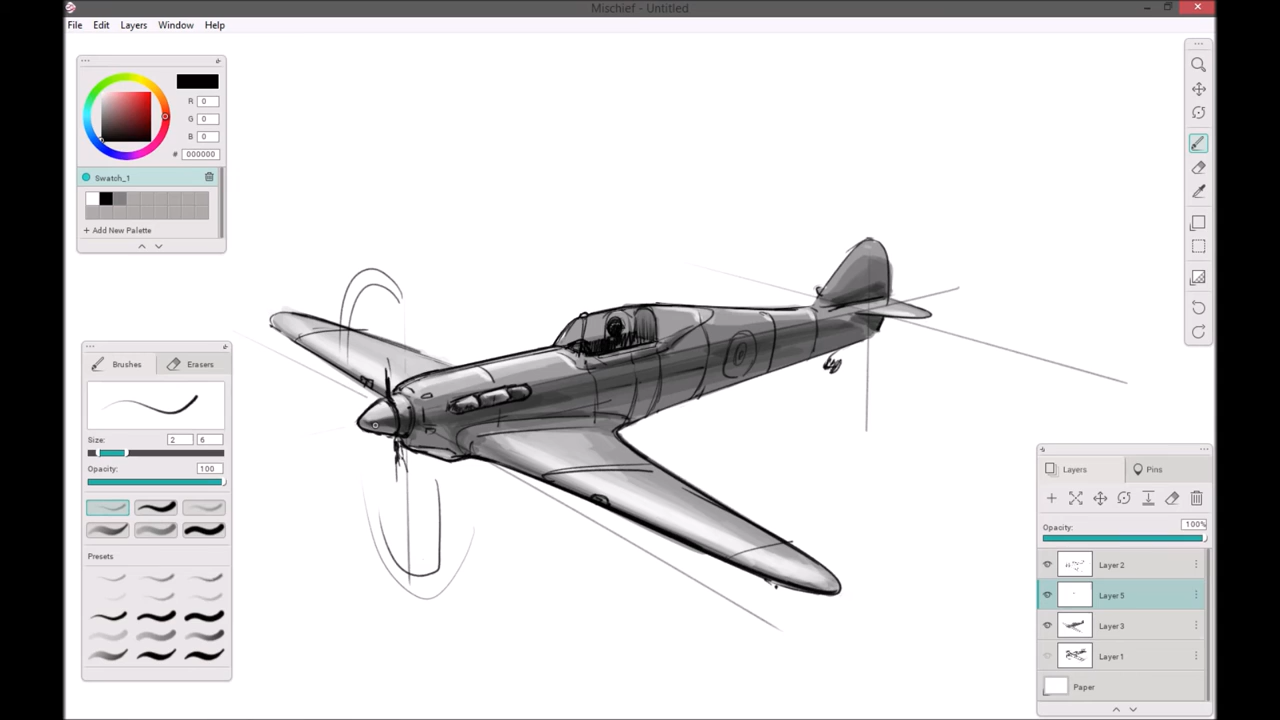 Mischief - Untitled
File Edit Layers Window Help
R 0
G 0
B 0
# 000000
Swatch_1
+ Add New Palette
Brushes Erasers
Size: 2 6
Opacity: 100
Presets
Layers Pins
Opacity: 100%
Layer 2
Layer 5
Layer 3
Layer 1
Paper